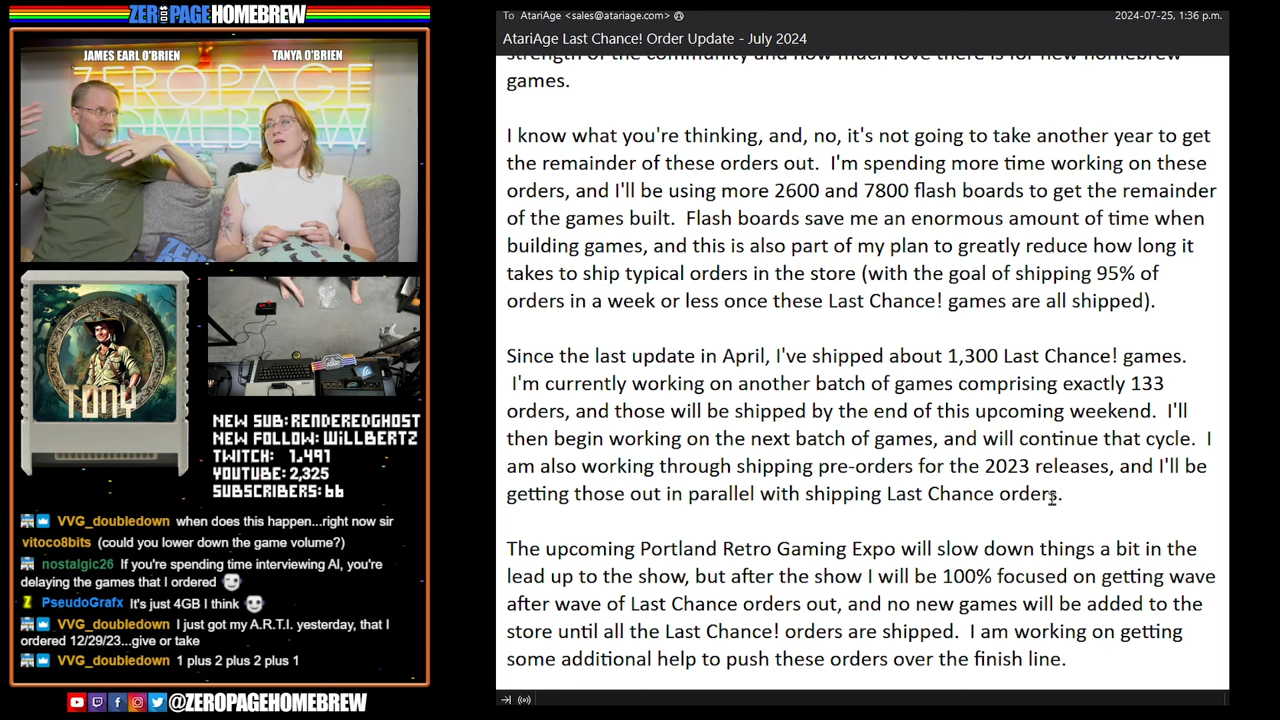 ZEROPAGE HOMEBREW
JAMES EARL O'BRIEN
TANYA O'BRIEN
ZEROPAGE
HOMEBREW
TONY
NEW SUB: RENDEREDGHOST
NEW FOLLOW: WILLBERTZ
TWITCH: 1,491
YOUTUBE: 2,325
SUBSCRIBERS: 66
VVG_doubledown when does this happen...right now sir
vitoco8bits (could you lower down the game volume?)
nostalgic26 If you're spending time interviewing Al, you're
delaying the games that I ordered
PseudoGrafx It's just 4GB I think
VVG_doubledown I just got my A.R.T.I. yesterday, that I
ordered 12/29/23...give or take
VVG_doubledown 1 plus 2 plus 2 plus 1
@ZEROPAGEHOMEBREW
To AtariAge <sales@atariage.com>
2024-07-25, 1:36 p.m.
AtariAge Last Chance! Order Update - July 2024
strength of the community and how much love there is for new homebrew
games.
I know what you're thinking, and, no, it's not going to take another year to get
the remainder of these orders out. I'm spending more time working on these
orders, and I'll be using more 2600 and 7800 flash boards to get the remainder
of the games built. Flash boards save me an enormous amount of time when
building games, and this is also part of my plan to greatly reduce how long it
takes to ship typical orders in the store (with the goal of shipping 95% of
orders in a week or less once these Last Chance! games are all shipped).
Since the last update in April, I've shipped about 1,300 Last Chance! games.
I'm currently working on another batch of games comprising exactly 133
orders, and those will be shipped by the end of this upcoming weekend. I'll
then begin working on the next batch of games, and will continue that cycle. I
am also working through shipping pre-orders for the 2023 releases, and I'll be
getting those out in parallel with shipping Last Chance orders.
The upcoming Portland Retro Gaming Expo will slow down things a bit in the
lead up to the show, but after the show I will be 100% focused on getting wave
after wave of Last Chance orders out, and no new games will be added to the
store until all the Last Chance! orders are shipped. I am working on getting
some additional help to push these orders over the finish line.